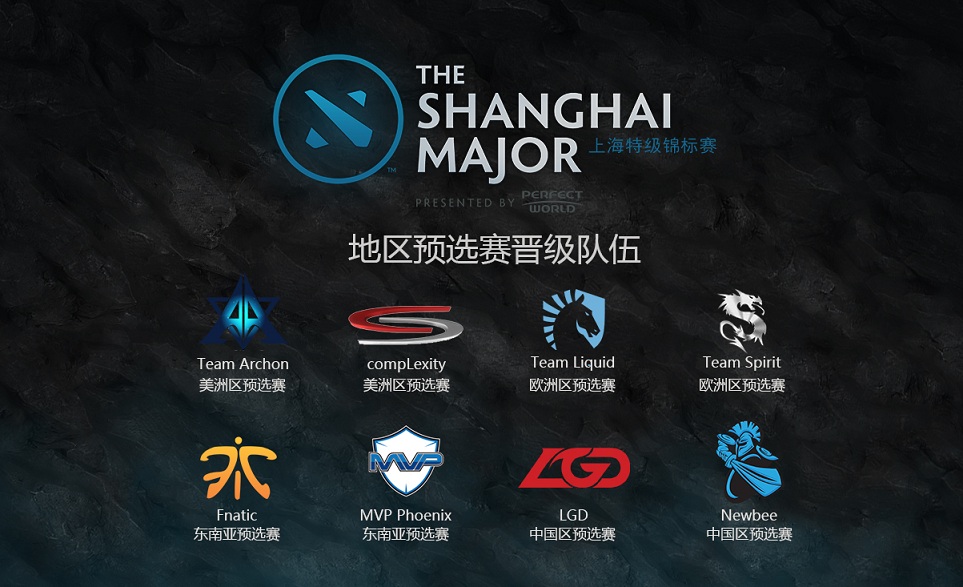 THE
SHANGHAI
MAJOR 上海特级锦标赛
TM
PRESENTED BY PERFECT WORLD
地区预选赛晋级队伍
Team Archon
美洲区预选赛
compLexity
美洲区预选赛
Team Liquid
欧洲区预选赛
Team Spirit
欧洲区预选赛
Fnatic
东南亚预选赛
MVP
MVP Phoenix
东南亚预选赛
LGD
LGD
中国区预选赛
Newbee
中国区预选赛